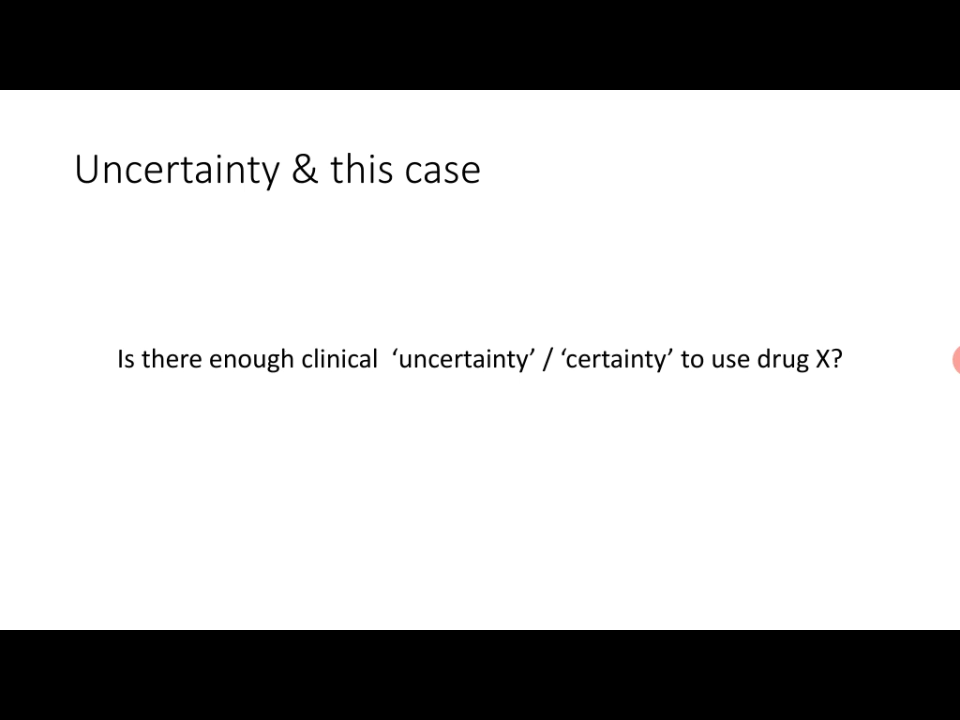 Uncertainty & this case
Is there enough clinical  ‘uncertainty’ / ‘certainty’ to use drug X?